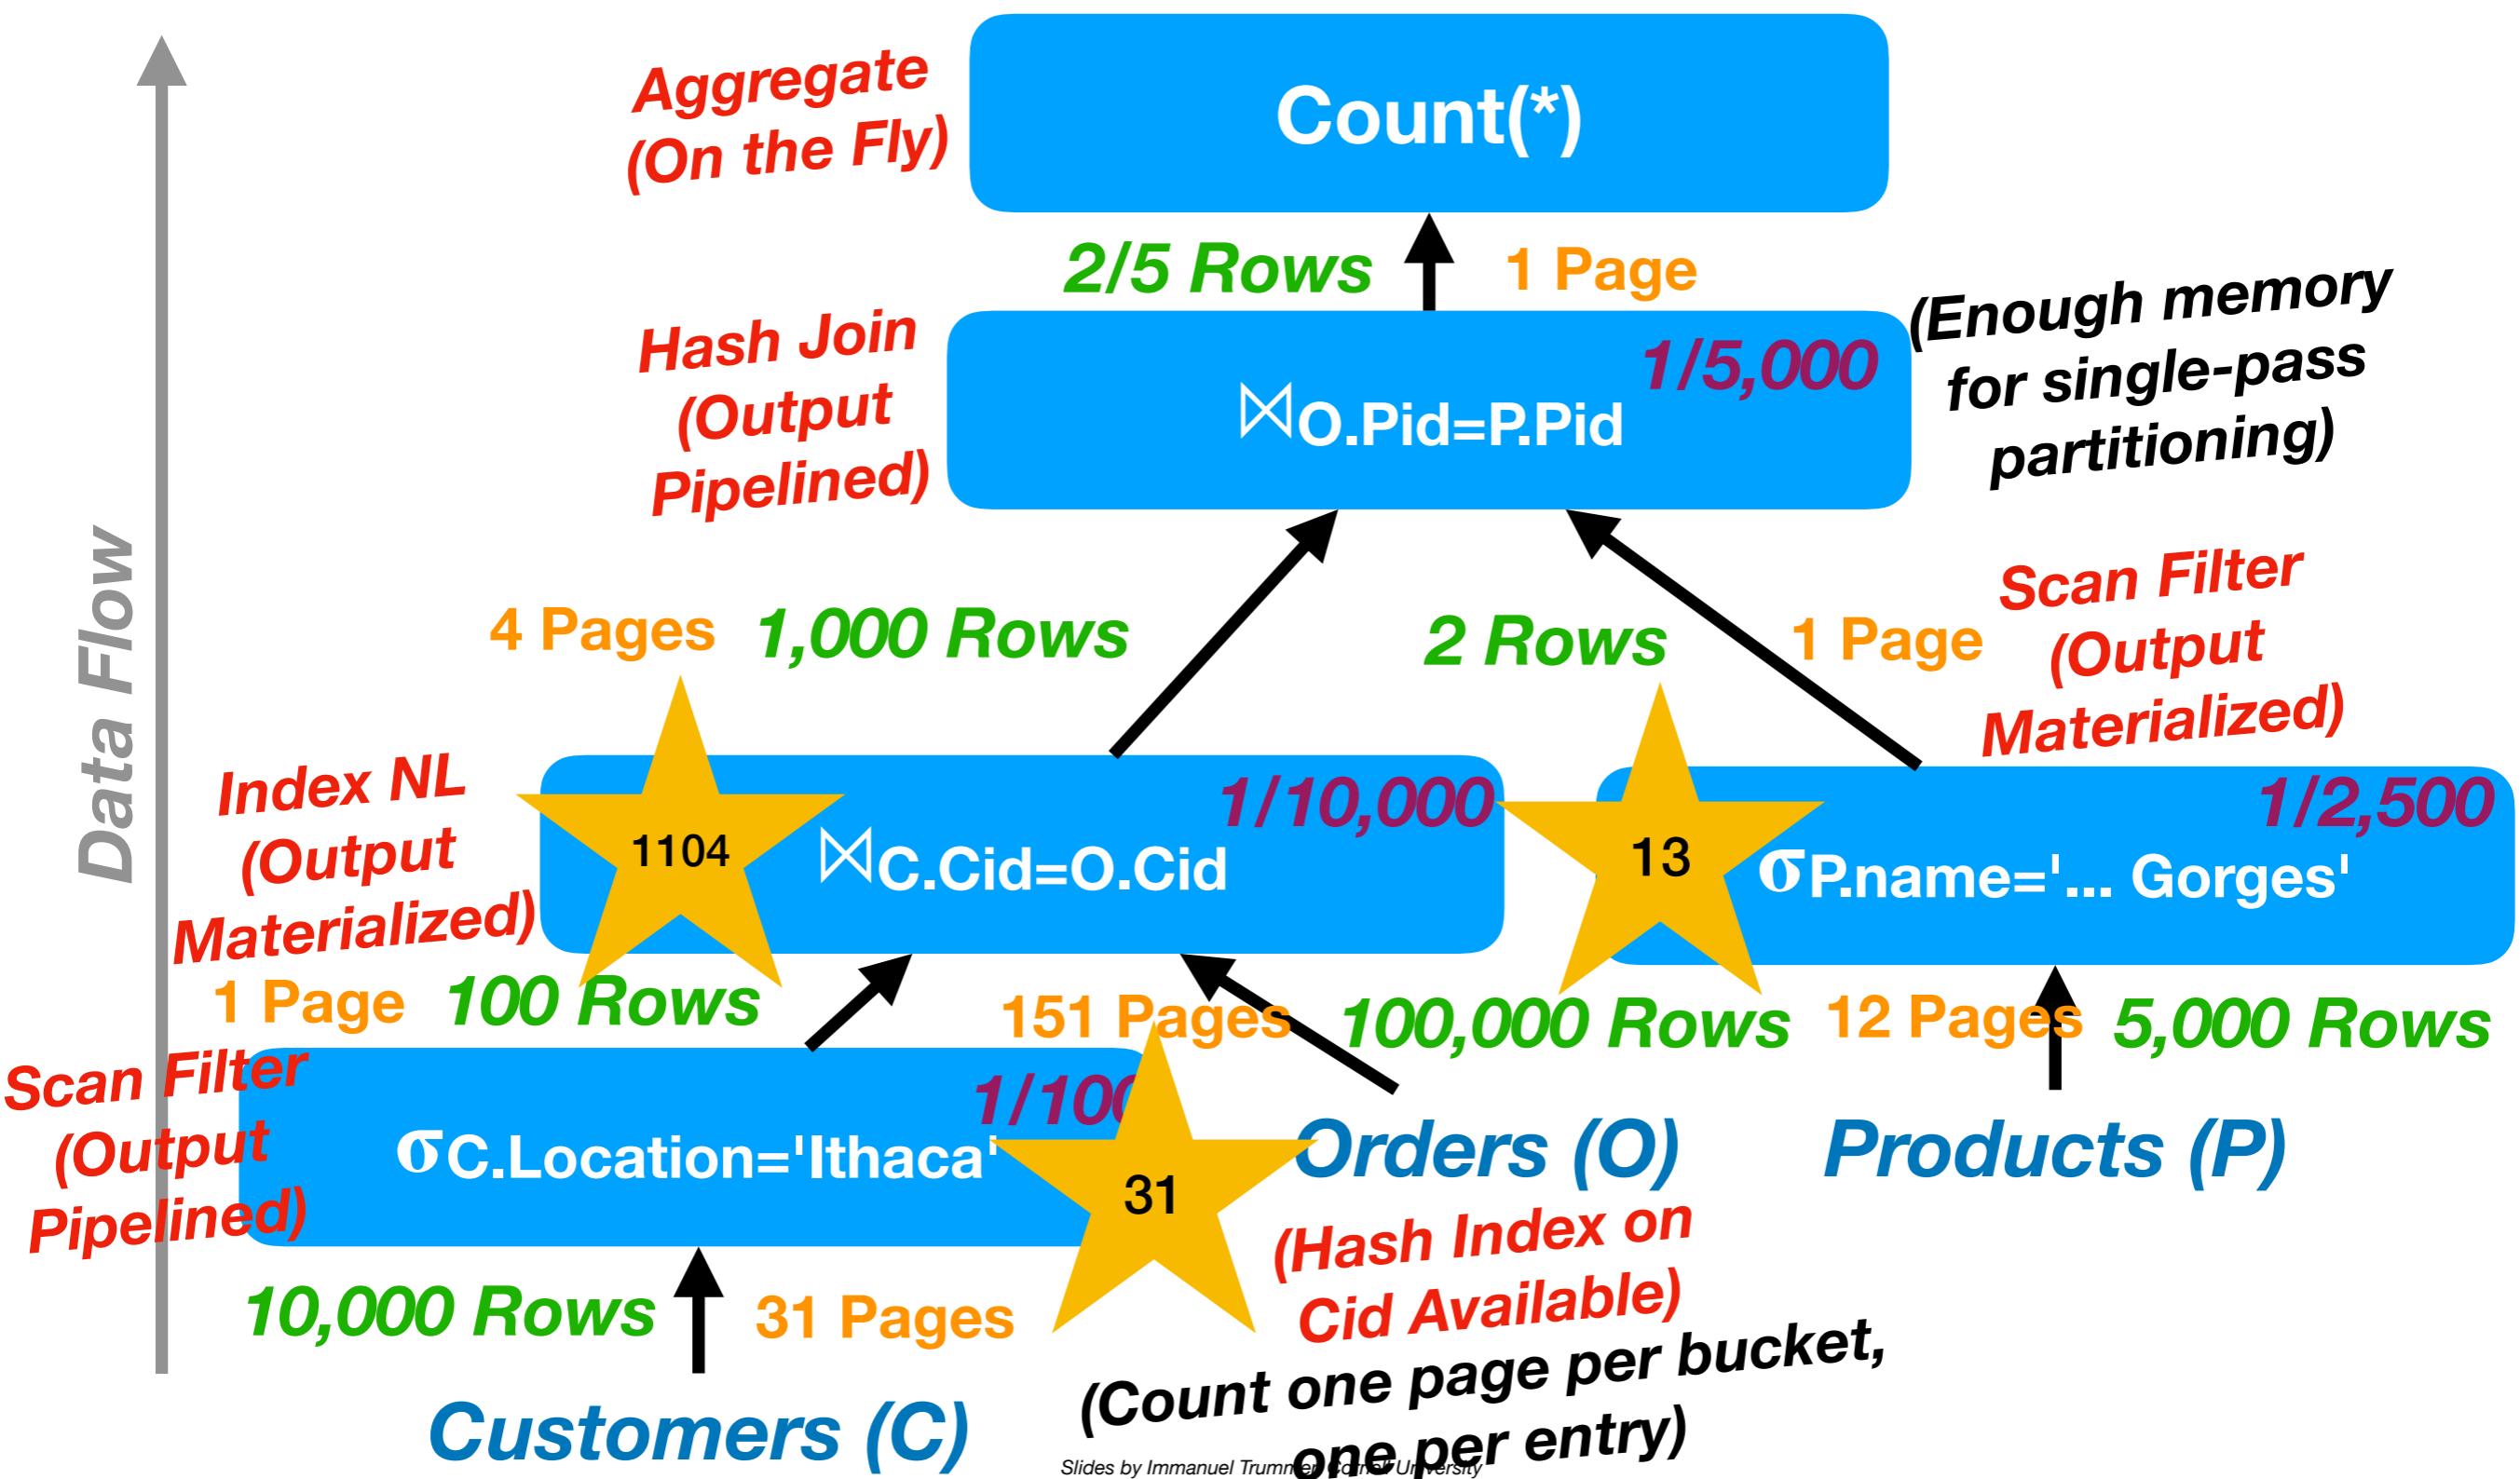 Count(*)
Aggregate
(On the Fly)
2/5 Rows
1 Page
Hash Join
(Output
Pipelined)
1/5,000
⋈O.Pid=P.Pid
(Enough memory
for single-pass
partitioning)
Data Flow
4 Pages
1,000 Rows
2 Rows
1 Page
Scan Filter
(Output
Materialized)
Index NL
(Output
Materialized)
1104
1/10,000
⋈C.Cid=O.Cid
13
1/2,500
σP.name='... Gorges'
1 Page
100 Rows
151 Pages
100,000 Rows
12 Pages
5,000 Rows
Scan Filter
(Output
Pipelined)
1/100
σC.Location='Ithaca'
31
Orders (O)
Products (P)
(Hash Index on
Cid Available)
(Count one page per bucket,
one per entry)
10,000 Rows
31 Pages
Customers (C)
Slides by Immanuel Trummer, Cornell University